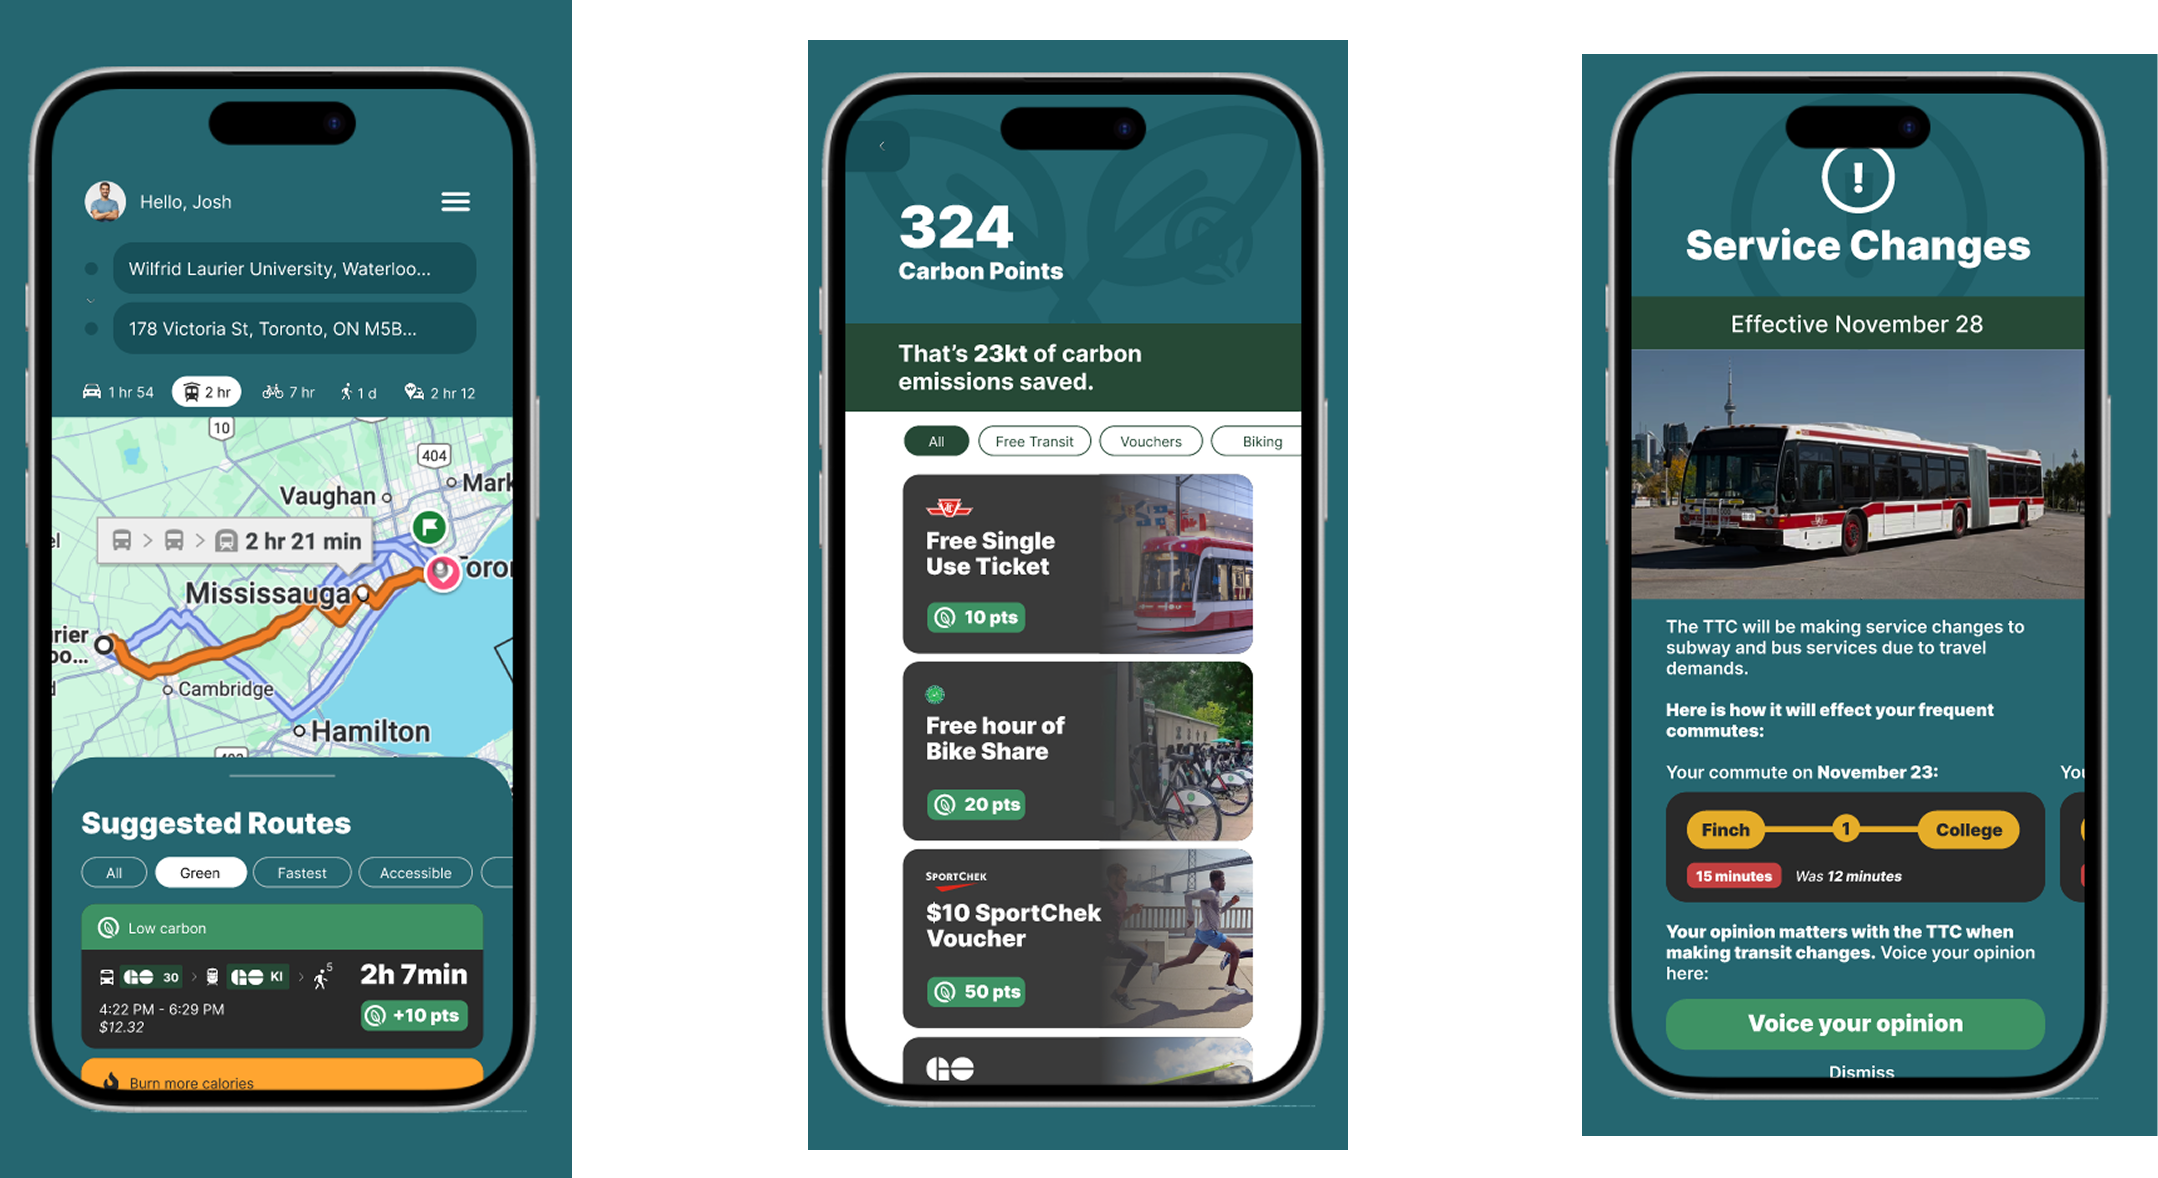 Hello, Josh
Wilfrid Laurier University, Waterloo...
178 Victoria St, Toronto, ON M5B...
1 hr 54
2 hr
7 hr
1 d
2 hr 12
10
404
Vaughan
Mark
2 hr 21 min
Toron
Mississauga
rier
oo...
Cambridge
Hamilton
Suggested Routes
All
Green
Fastest
Accessible
Low carbon
GO 30 > GO KI > 5
2h 7min
4:22 PM - 6:29 PM
+10 pts
$12.32
Burn more calories
324
Carbon Points
That's 23kt of carbon
emissions saved.
All
Free Transit
Vouchers
Biking
Free Single
Use Ticket
10 pts
Free hour of
Bike Share
20 pts
SPORTCHEK
$10 SportChek
Voucher
50 pts
GO
!
Service Changes
Effective November 28
The TTC will be making service changes to
subway and bus services due to travel
demands.
Here is how it will effect your frequent
commutes:
Your commute on November 23:
You
Finch
1
College
15 minutes
Was 12 minutes
Your opinion matters with the TTC when
making transit changes. Voice your opinion
here:
Voice your opinion
Dismiss